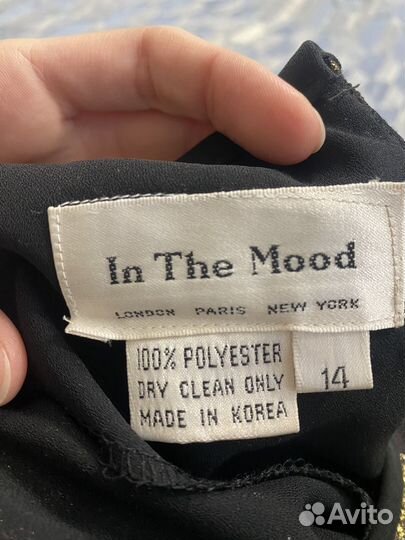 In The Mood
LONDON PARIS NEW YORK
100% POLYESTER
DRY CLEAN ONLY
MADE IN KOREA
14
Avito